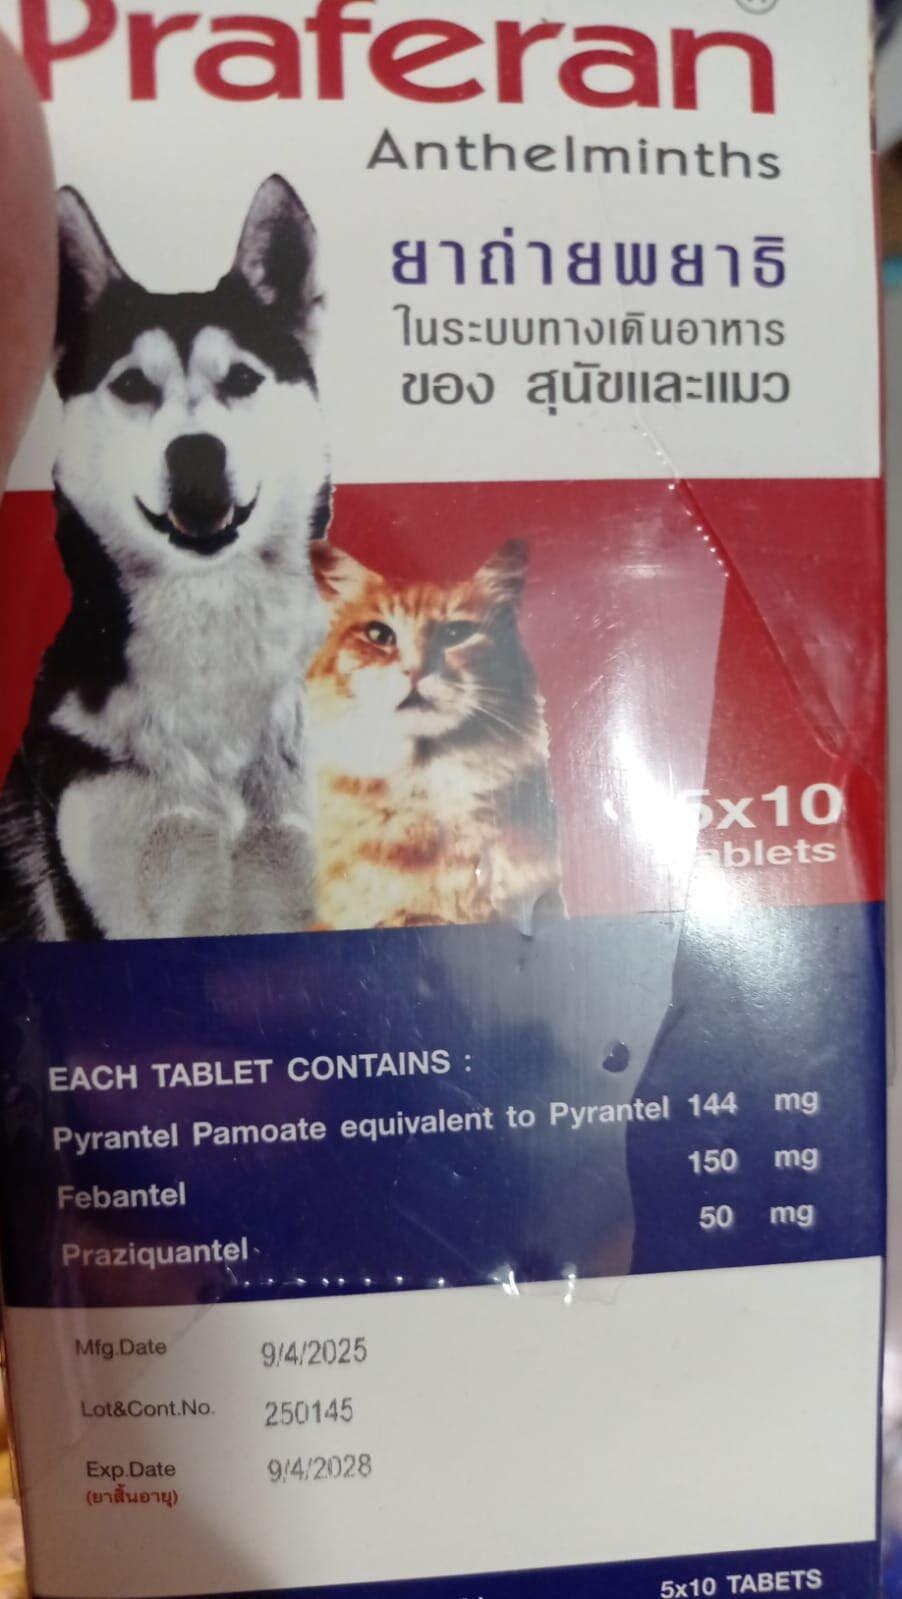 Praferan
Anthelminths
ยาถ่ายพยาธิ
ในระบบทางเดินอาหาร
ของ สุนัขและแมว
5x10
Tablets
EACH TABLET CONTAINS :
Pyrantel Pamoate equivalent to Pyrantel 144 mg
Febantel 150 mg
Praziquantel 50 mg
Mfg.Date 9/4/2025
Lot&Cont.No. 250145
Exp.Date 9/4/2028
(ยาสิ้นอายุ)
5x10 TABETS